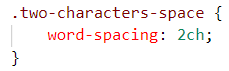 .two-characters-space {
    word-spacing: 2ch;
}